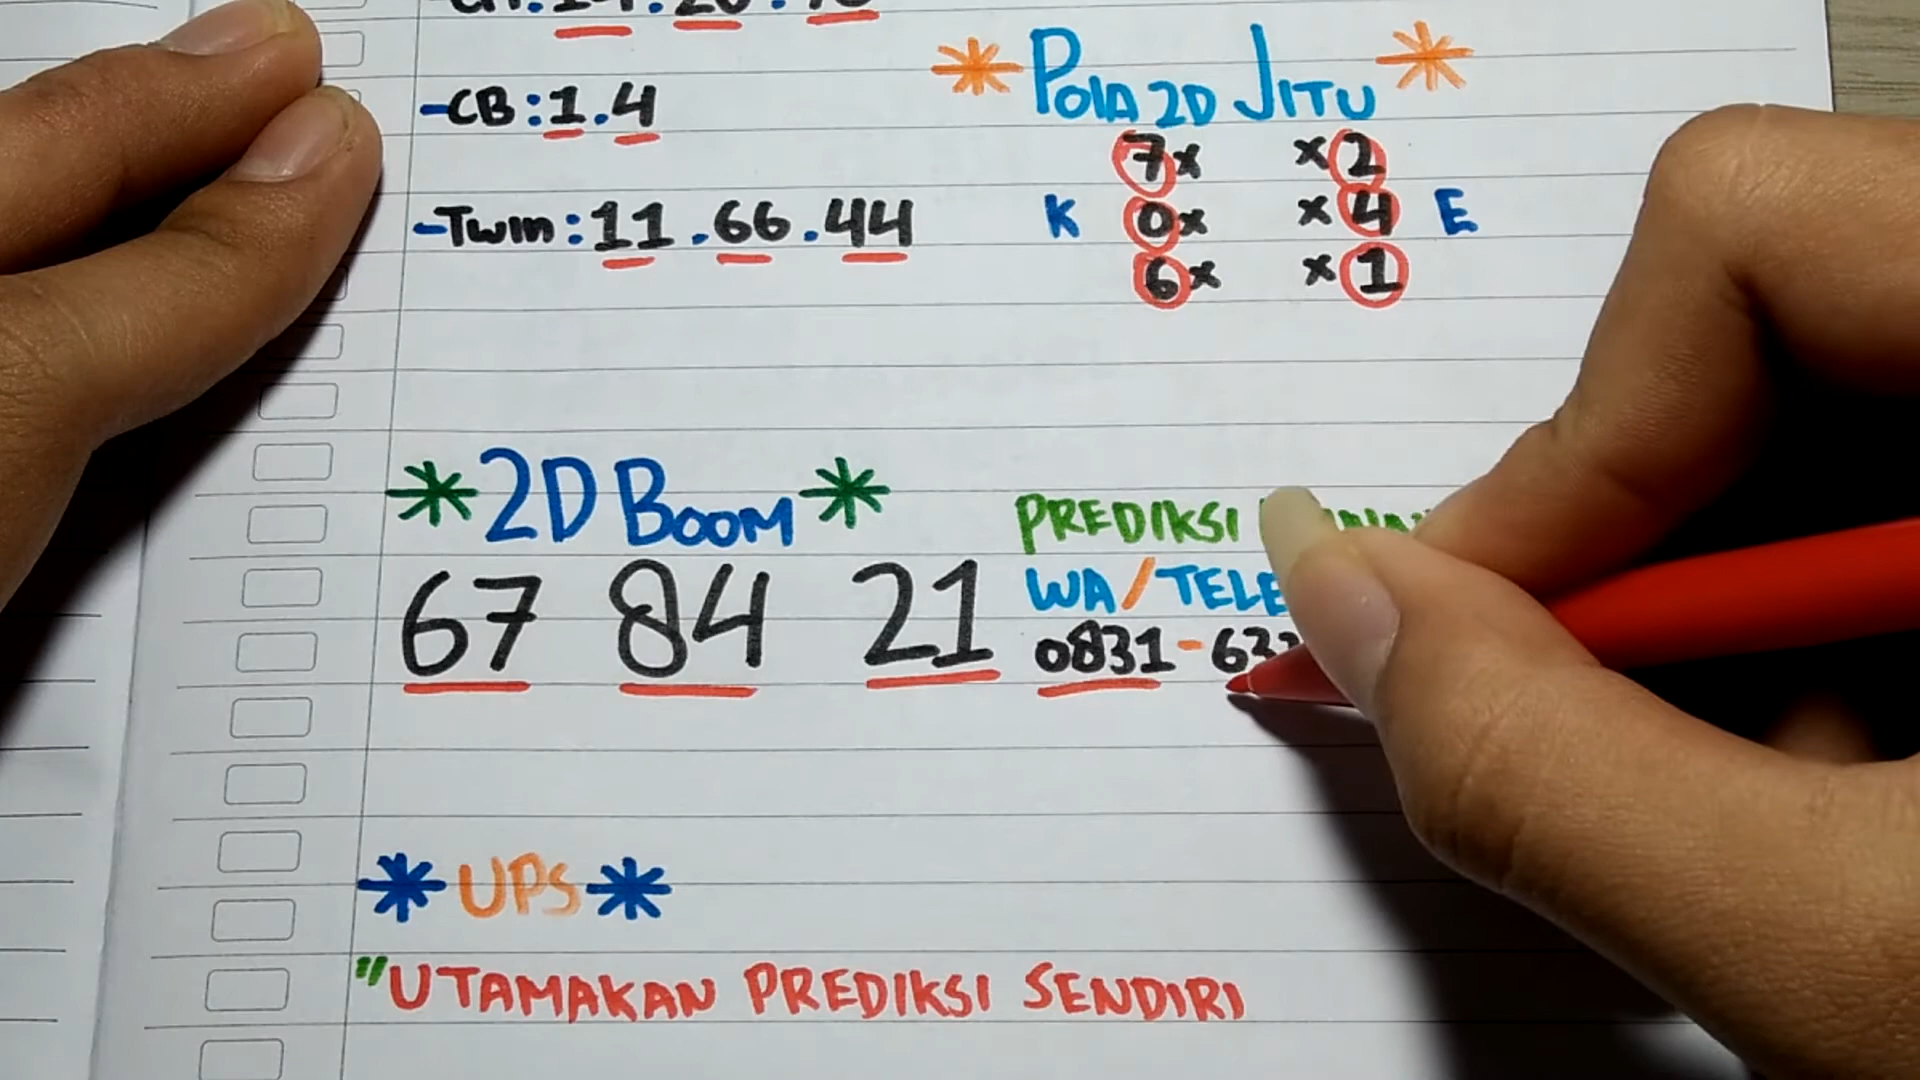 -CB:1.4
-Twin:11.66.44
*Pola 2D Jitu*
7x x2
K 0x x4 E
6x x1
*2D Boom*
67 84 21
PREDIKSI
WA/TELE
0831-623
*UPS*
"UTAMAKAN PREDIKSI SENDIRI